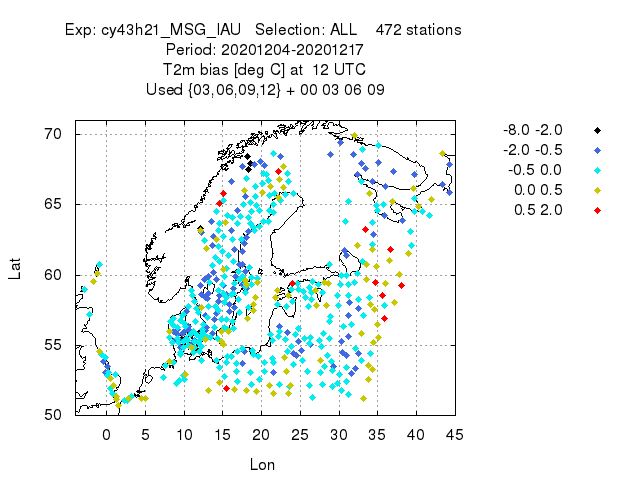 Exp: cy43h21_MSG_IAU   Selection: ALL    472 stations
Period: 20201204-20201217
T2m bias [deg C] at  12 UTC
Used {03,06,09,12} + 00 03 06 09
-8.0 -2.0
-2.0 -0.5
-0.5 0.0
0.0 0.5
0.5 2.0
70
65
60
55
50
Lat
0 5 10 15 20 25 30 35 40 45
Lon